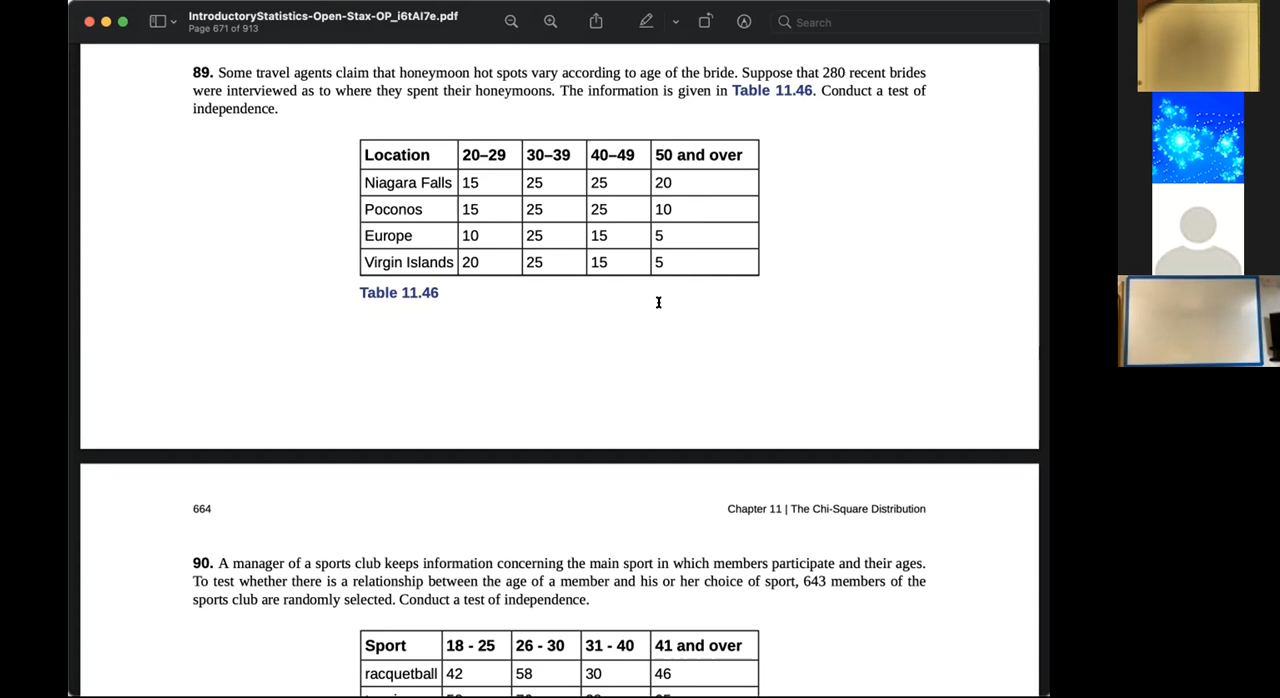 IntroductoryStatistics-Open-Stax-OP_i6tAI7e.pdf
Page 671 of 913
Search
89. Some travel agents claim that honeymoon hot spots vary according to age of the bride. Suppose that 280 recent brides
were interviewed as to where they spent their honeymoons. The information is given in Table 11.46. Conduct a test of
independence.
Location 20–29 30–39 40–49 50 and over
Niagara Falls 15 25 25 20
Poconos 15 25 25 10
Europe 10 25 15 5
Virgin Islands 20 25 15 5
Table 11.46
664 Chapter 11 | The Chi-Square Distribution
90. A manager of a sports club keeps information concerning the main sport in which members participate and their ages.
To test whether there is a relationship between the age of a member and his or her choice of sport, 643 members of the
sports club are randomly selected. Conduct a test of independence.
Sport 18 - 25 26 - 30 31 - 40 41 and over
racquetball 42 58 30 46